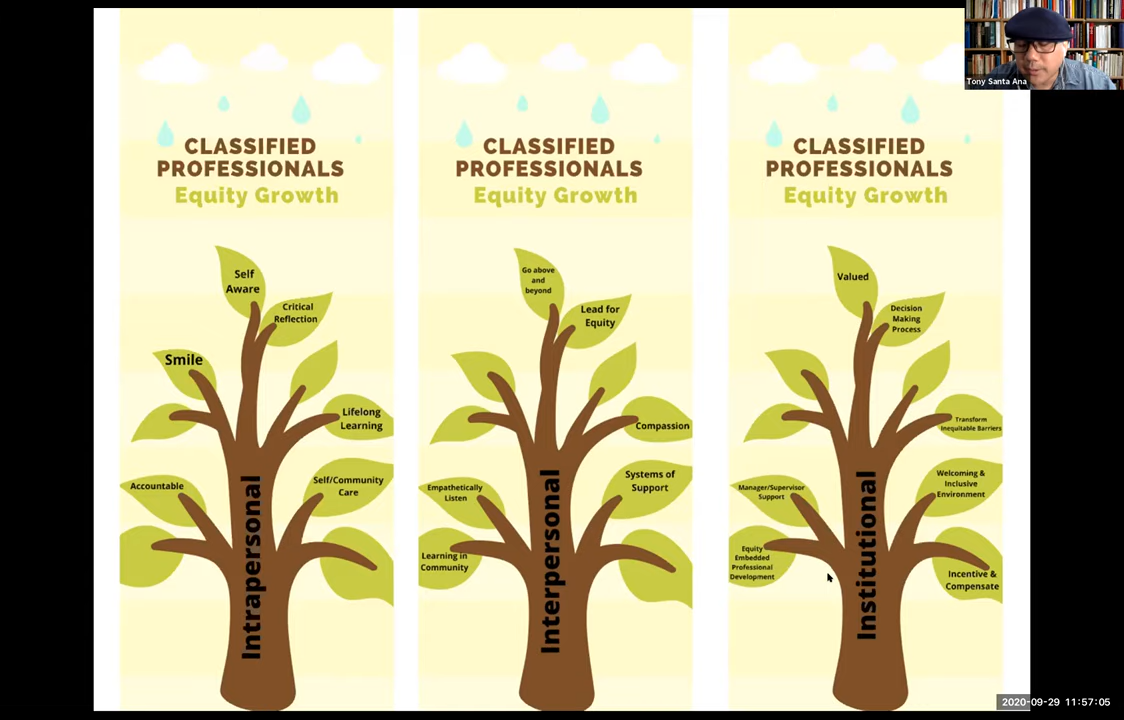 Tony Santa Ana
CLASSIFIED
PROFESSIONALS
Equity Growth
Self
Aware
Critical
Reflection
Smile
Lifelong
Learning
Accountable
Self/Community
Care
Intrapersonal
CLASSIFIED
PROFESSIONALS
Equity Growth
Go above
and
beyond
Lead for
Equity
Compassion
Empathetically
Listen
Systems of
Support
Learning in
Community
Interpersonal
CLASSIFIED
PROFESSIONALS
Equity Growth
Valued
Decision
Making
Process
Transform
Inequitable Barriers
Manager/Supervisor
Support
Welcoming &
Inclusive
Environment
Equity
Embedded
Professional
Development
Incentive &
Compensate
Institutional
2020-09-29 11:57:05